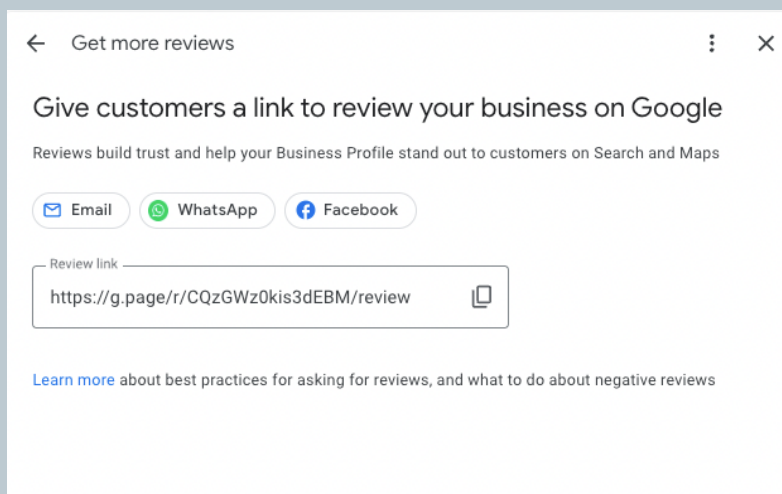 Get more reviews
Give customers a link to review your business on Google
Reviews build trust and help your Business Profile stand out to customers on Search and Maps
Email WhatsApp Facebook
Review link
https://g.page/r/CQzGWz0kis3dEBM/review
Learn more about best practices for asking for reviews, and what to do about negative reviews